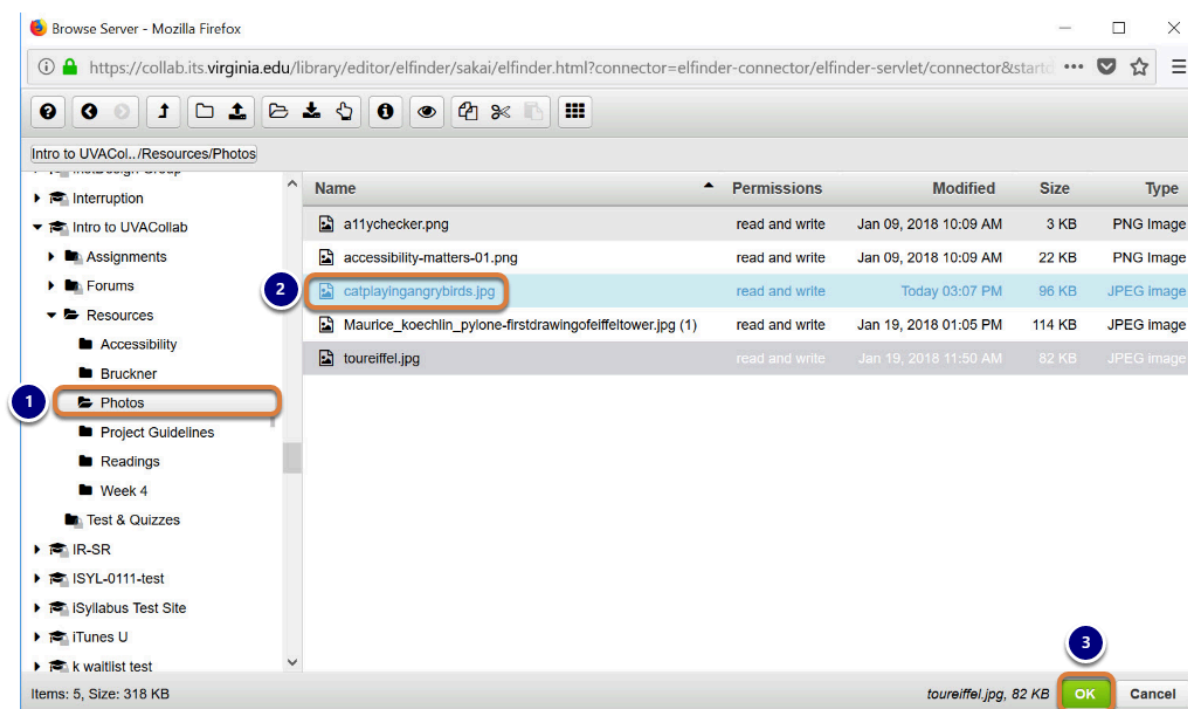 Browse Server - Mozilla Firefox
https://collab.its.virginia.edu/library/editor/elfinder/sakai/elfinder.html?connector=elfinder-connector/elfinder-servlet/connector&startd
Intro to UVACol../Resources/Photos
Name Permissions Modified Size Type
Interruption
Intro to UVACollab
Assignments
Forums
Resources
Accessibility
Bruckner
1 Photos
Project Guidelines
Readings
Week 4
Test & Quizzes
IR-SR
ISYL-0111-test
iSyllabus Test Site
iTunes U
k waitlist test
a11ychecker.png read and write Jan 09, 2018 10:09 AM 3 KB PNG Image
accessibility-matters-01.png read and write Jan 09, 2018 10:09 AM 22 KB PNG Image
2 catplayingangrybirds.jpg read and write Today 03:07 PM 96 KB JPEG Image
Maurice_koechlin_pylone-firstdrawingofeiffeltower.jpg (1) read and write Jan 19, 2018 01:05 PM 114 KB JPEG image
toureiffel.jpg read and write Jan 19, 2018 11:50 AM 82 KB JPEG image
3
Items: 5, Size: 318 KB toureiffel.jpg, 82 KB OK Cancel